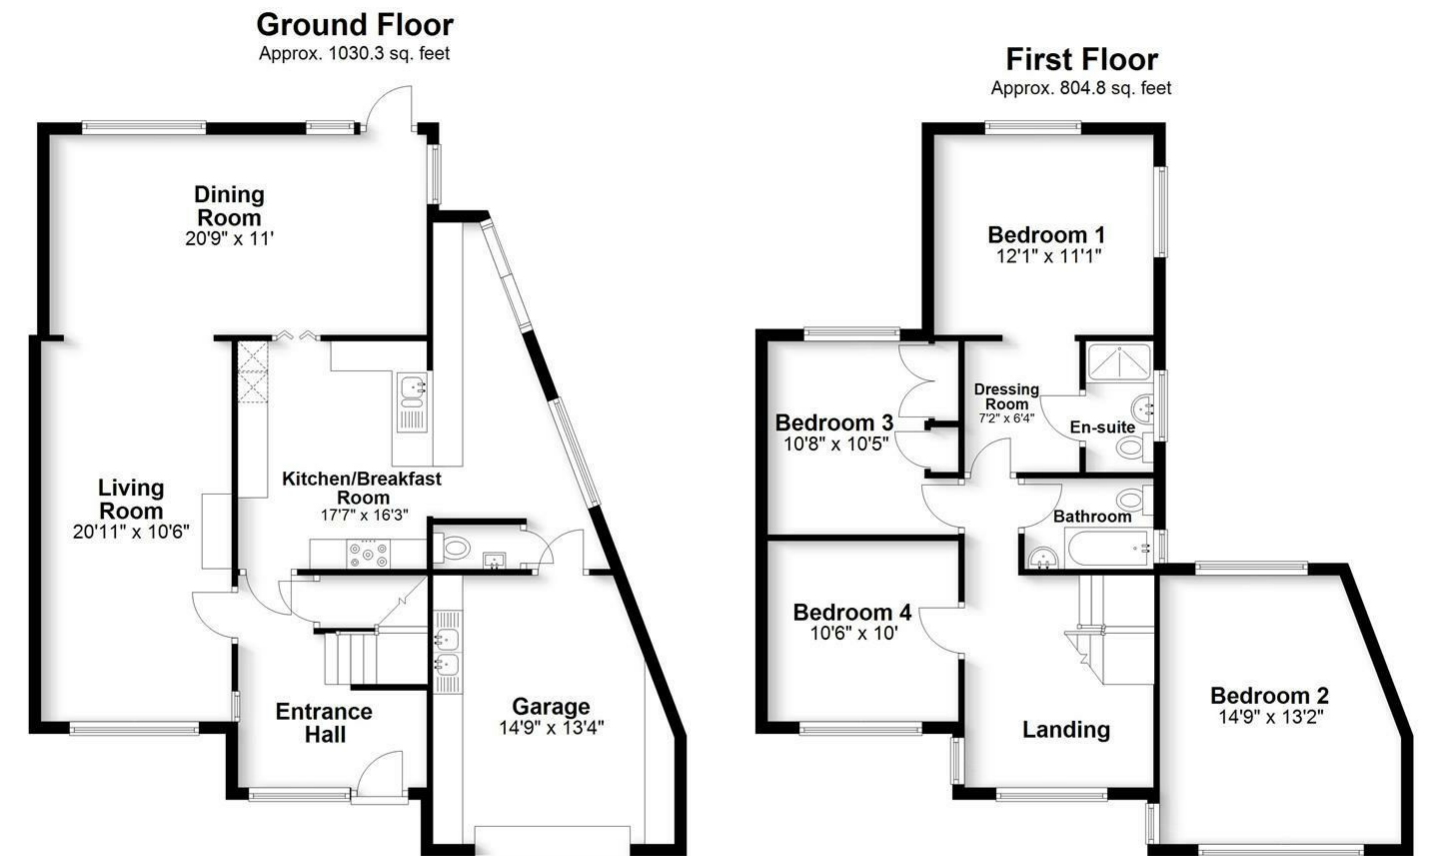 Ground Floor
Approx. 1030.3 sq. feet
Dining
Room
20'9" x 11'
Living
Room
20'11" x 10'6"
Kitchen/Breakfast
Room
17'7" x 16'3"
Entrance
Hall
Garage
14'9" x 13'4"
First Floor
Approx. 804.8 sq. feet
Bedroom 1
12'1" x 11'1"
Dressing
Room
7'2" x 6'4"
En-suite
Bedroom 3
10'8" x 10'5"
Bathroom
Bedroom 4
10'6" x 10'
Landing
Bedroom 2
14'9" x 13'2"